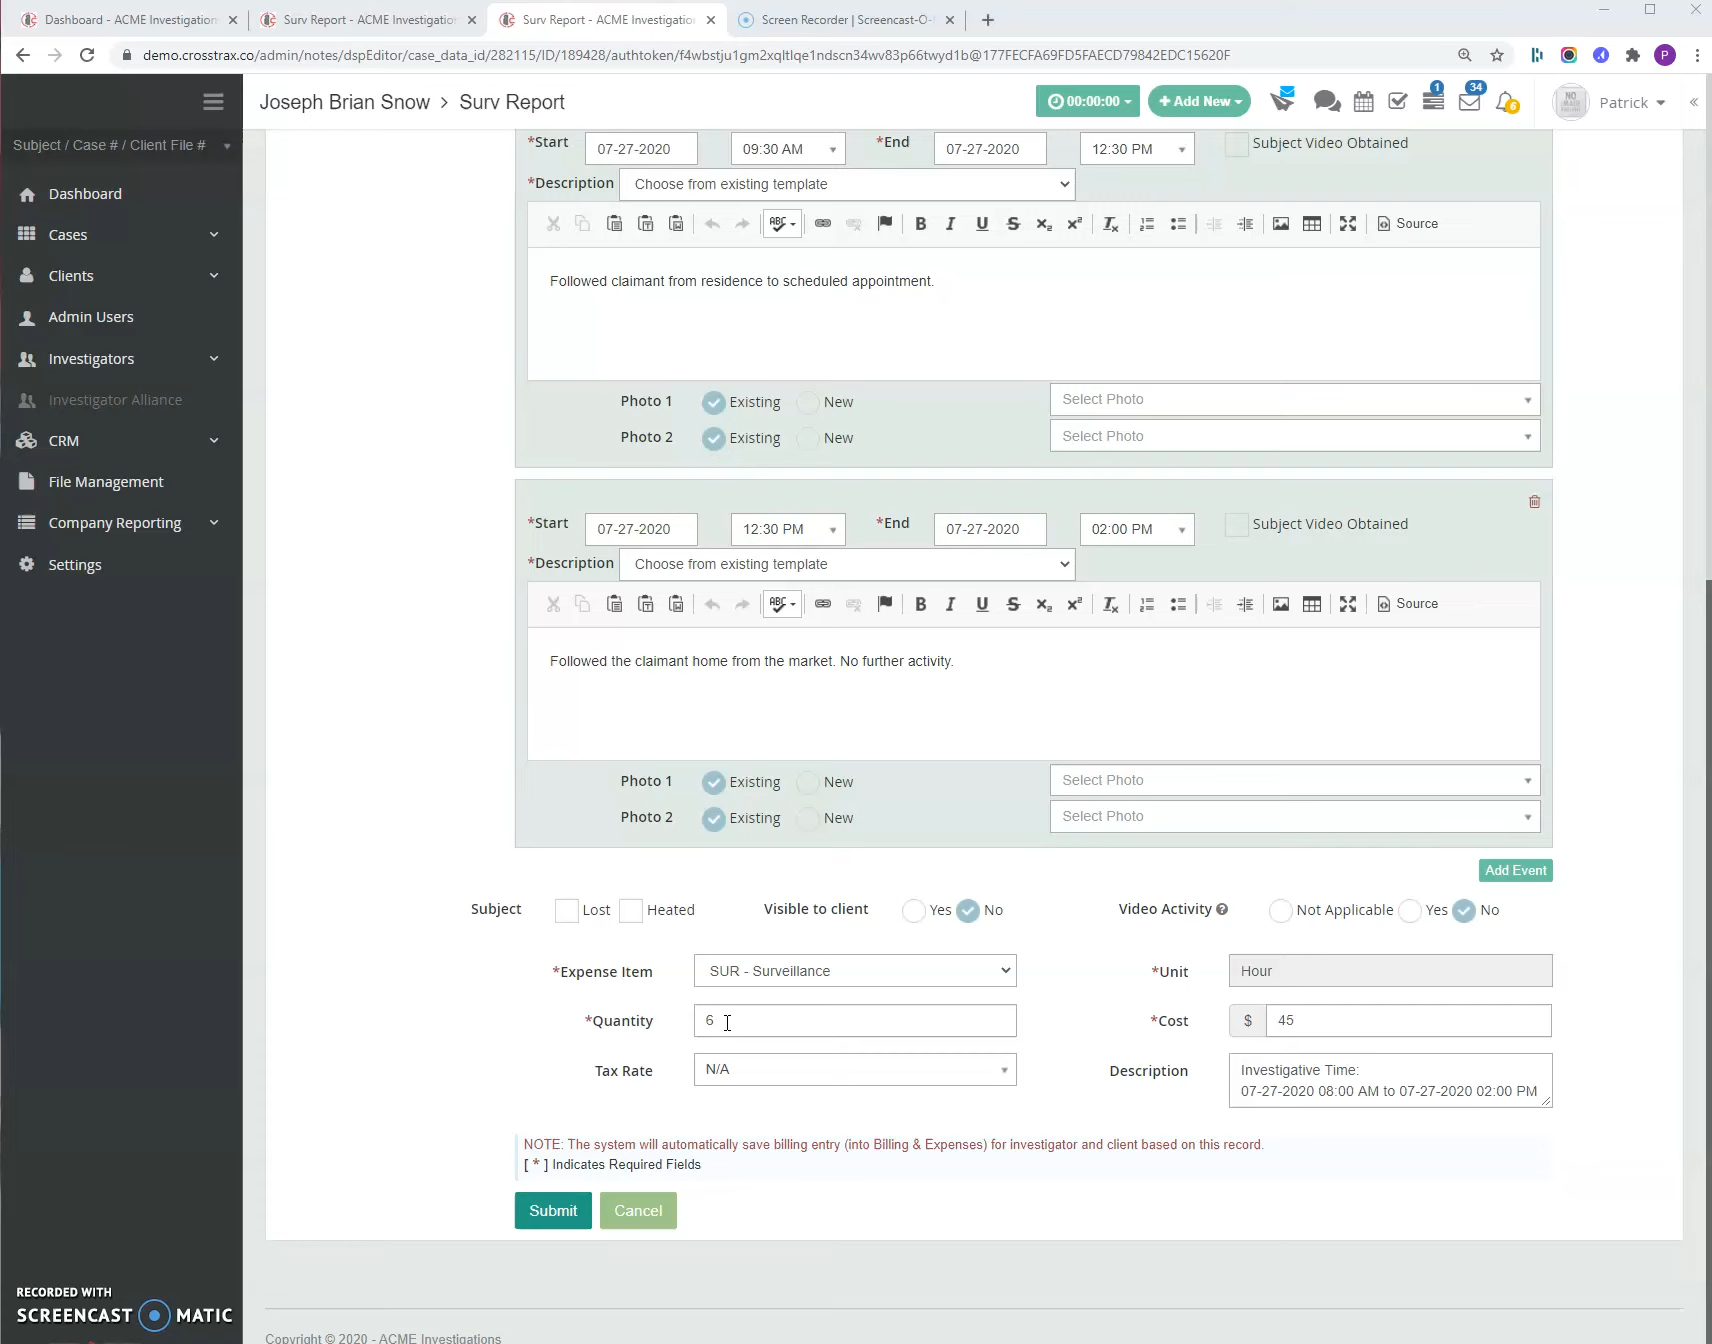 Dashboard - ACME Investigation
Surv Report - ACME Investigation
Surv Report - ACME Investigatio
Screen Recorder | Screencast-O-
demo.crosstrax.co/admin/notes/dspEditor/case_data_id/282115/ID/189428/authtoken/f4wbstju1gm2xqltlqe1ndscn34wv83p66twyd1b@177FECFA69FD5FAECD79842EDC15620F
P
Joseph Brian Snow > Surv Report
00:00:00
+ Add New
1
34
6
NO IMAGE
Patrick
Subject / Case # / Client File #
Dashboard
Cases
Clients
Admin Users
Investigators
Investigator Alliance
CRM
File Management
Company Reporting
Settings
*Start 07-27-2020 09:30 AM *End 07-27-2020 12:30 PM Subject Video Obtained
*Description Choose from existing template
ABC Source
Followed claimant from residence to scheduled appointment.
Photo 1 Existing New Select Photo
Photo 2 Existing New Select Photo
*Start 07-27-2020 12:30 PM *End 07-27-2020 02:00 PM Subject Video Obtained
*Description Choose from existing template
ABC Source
Followed the claimant home from the market. No further activity.
Photo 1 Existing New Select Photo
Photo 2 Existing New Select Photo
Add Event
Subject Lost Heated Visible to client Yes No Video Activity Not Applicable Yes No
*Expense Item SUR - Surveillance *Unit Hour
*Quantity 6 *Cost $ 45
Tax Rate N/A Description Investigative Time:
07-27-2020 08:00 AM to 07-27-2020 02:00 PM
NOTE: The system will automatically save billing entry (into Billing & Expenses) for investigator and client based on this record.
[ * ] Indicates Required Fields
Submit Cancel
RECORDED WITH
SCREENCAST MATIC
Copyright © 2020 - ACME Investigations